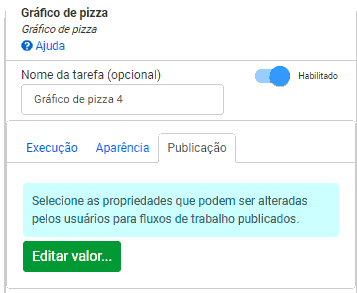 Gráfico de pizza
Gráfico de pizza
? Ajuda
Nome da tarefa (opcional)
Habilitado
Gráfico de pizza 4
Execução Aparência Publicação
Selecione as propriedades que podem ser alteradas
pelos usuários para fluxos de trabalho publicados.
Editar valor...